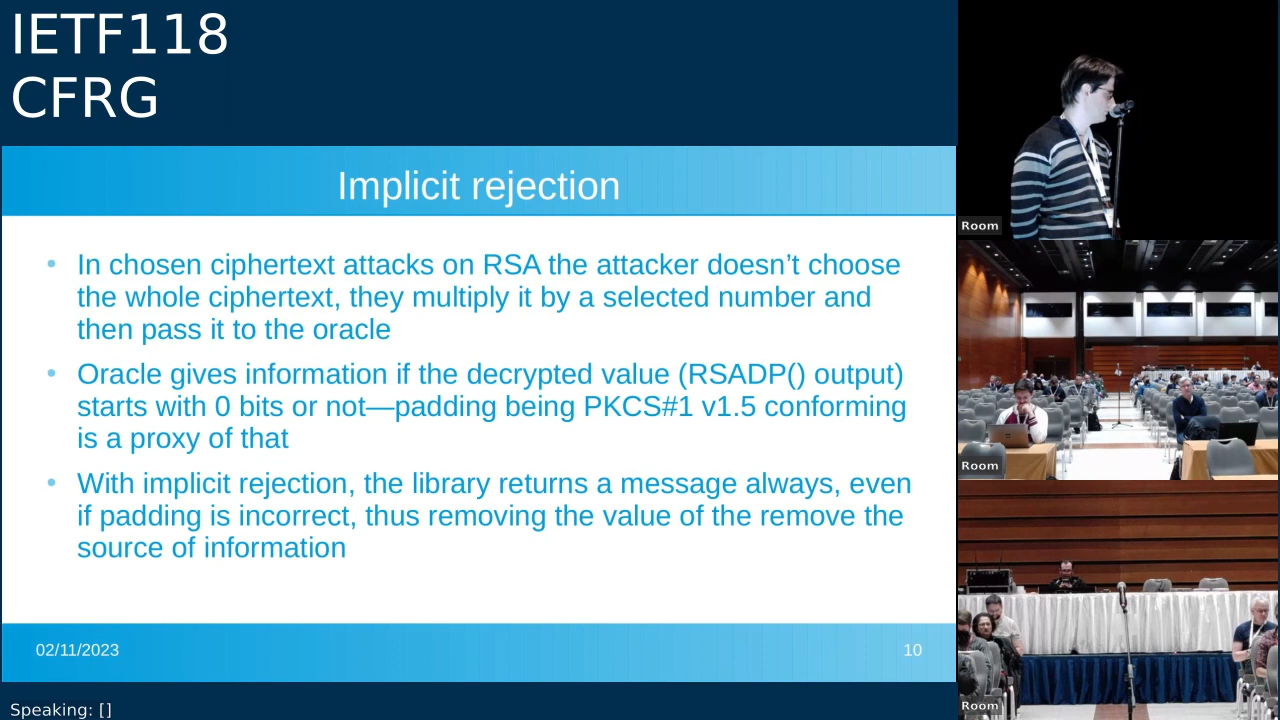 IETF118
CFRG
Implicit rejection
• In chosen ciphertext attacks on RSA the attacker doesn’t choose
the whole ciphertext, they multiply it by a selected number and
then pass it to the oracle
• Oracle gives information if the decrypted value (RSADP() output)
starts with 0 bits or not—padding being PKCS#1 v1.5 conforming
is a proxy of that
• With implicit rejection, the library returns a message always, even
if padding is incorrect, thus removing the value of the remove the
source of information
02/11/2023
10
Speaking: []
Room
Room
Room